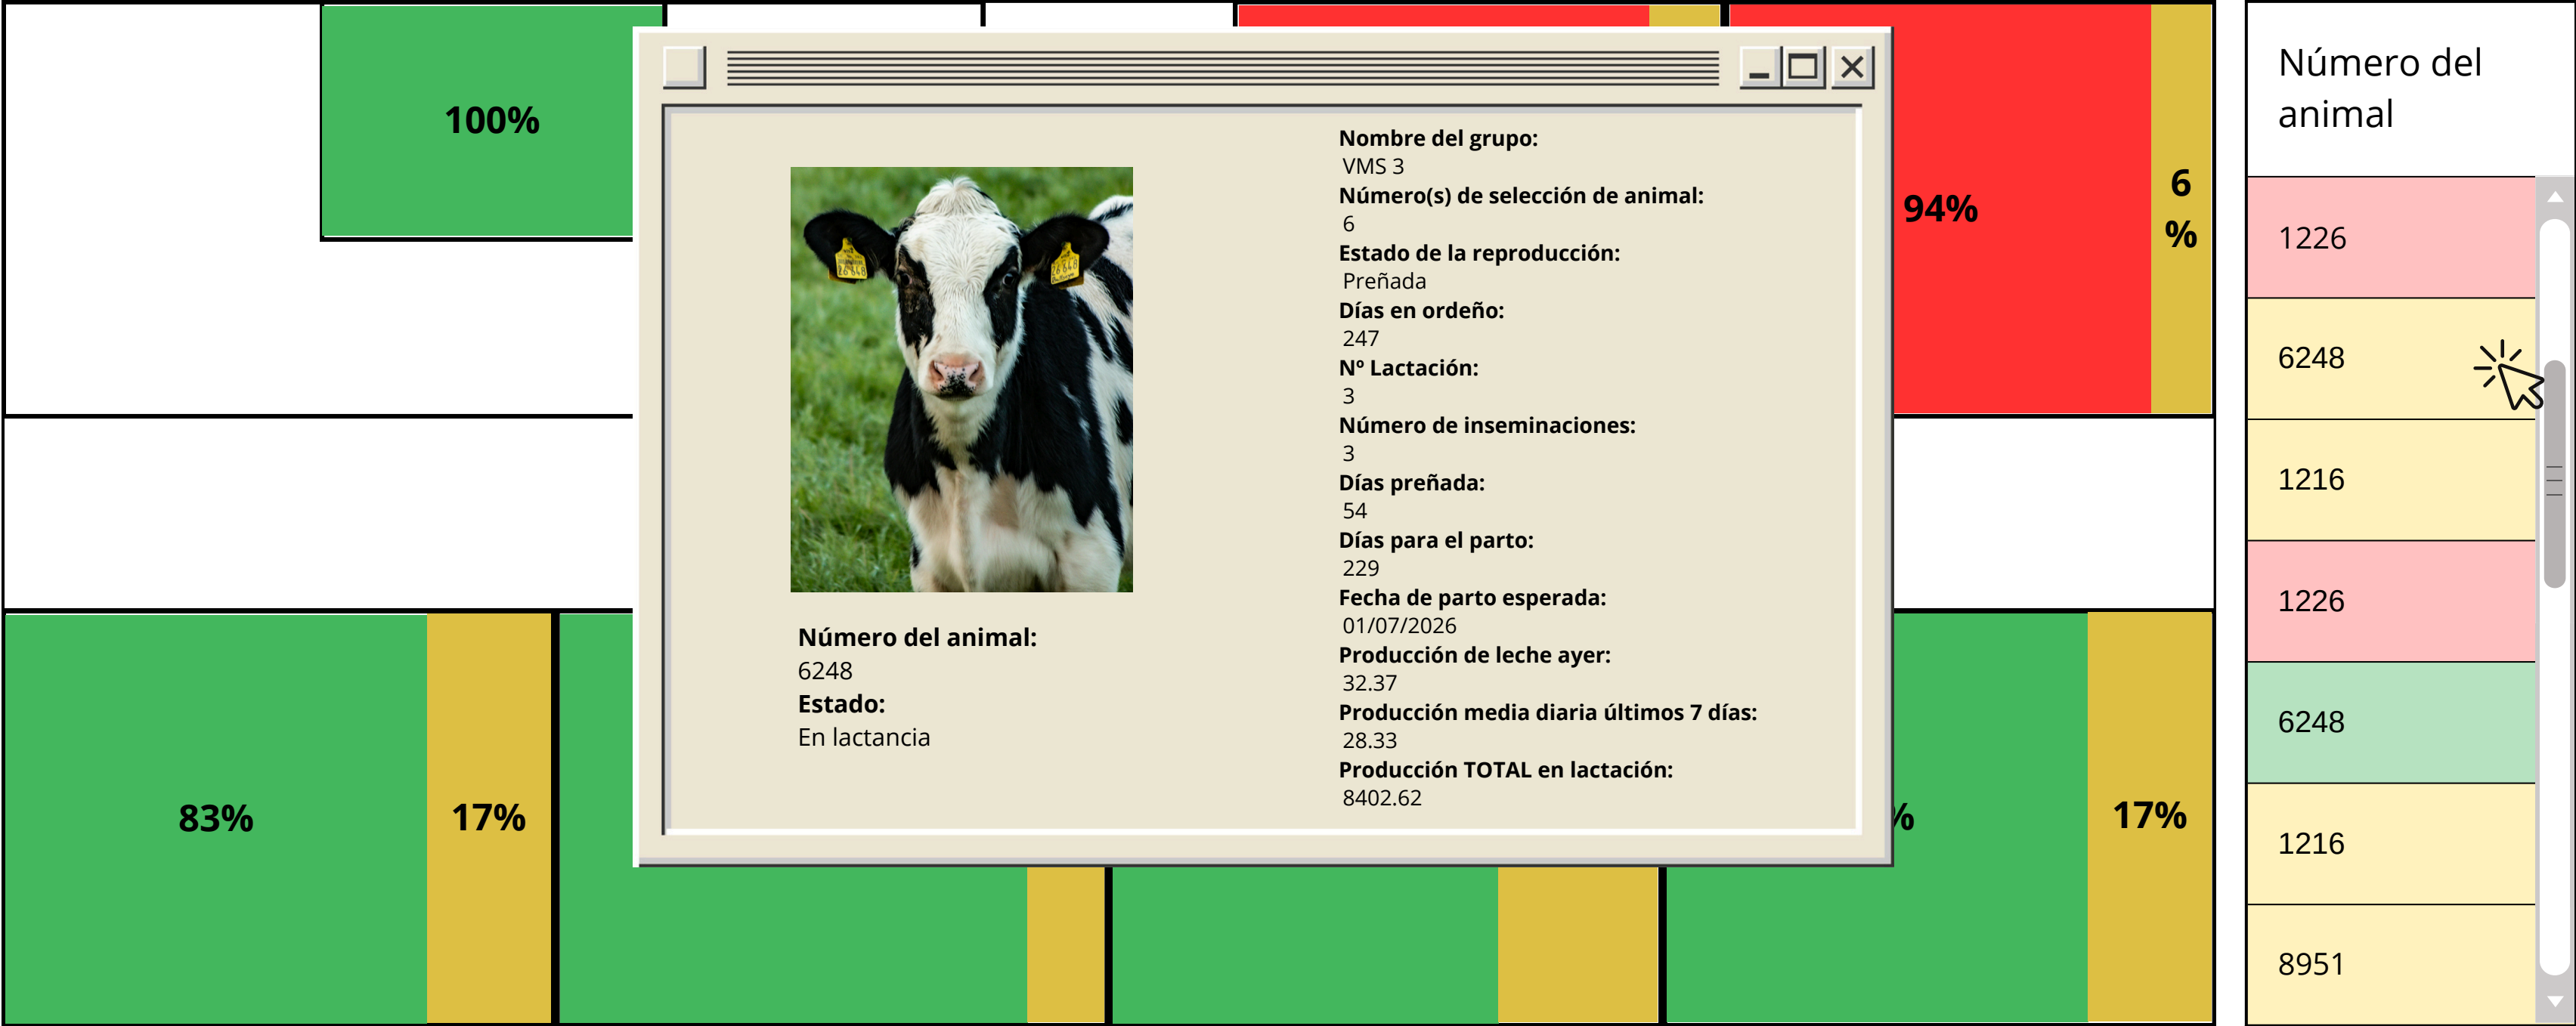 100%
94%
6
%
83%
17%
%
17%
Número del animal:
6248
Estado:
En lactancia
Nombre del grupo:
VMS 3
Número(s) de selección de animal:
6
Estado de la reproducción:
Preñada
Días en ordeño:
247
Nº Lactación:
3
Número de inseminaciones:
3
Días preñada:
54
Días para el parto:
229
Fecha de parto esperada:
01/07/2026
Producción de leche ayer:
32.37
Producción media diaria últimos 7 días:
28.33
Producción TOTAL en lactación:
8402.62
Número del
animal
1226
6248
1216
1226
6248
1216
8951